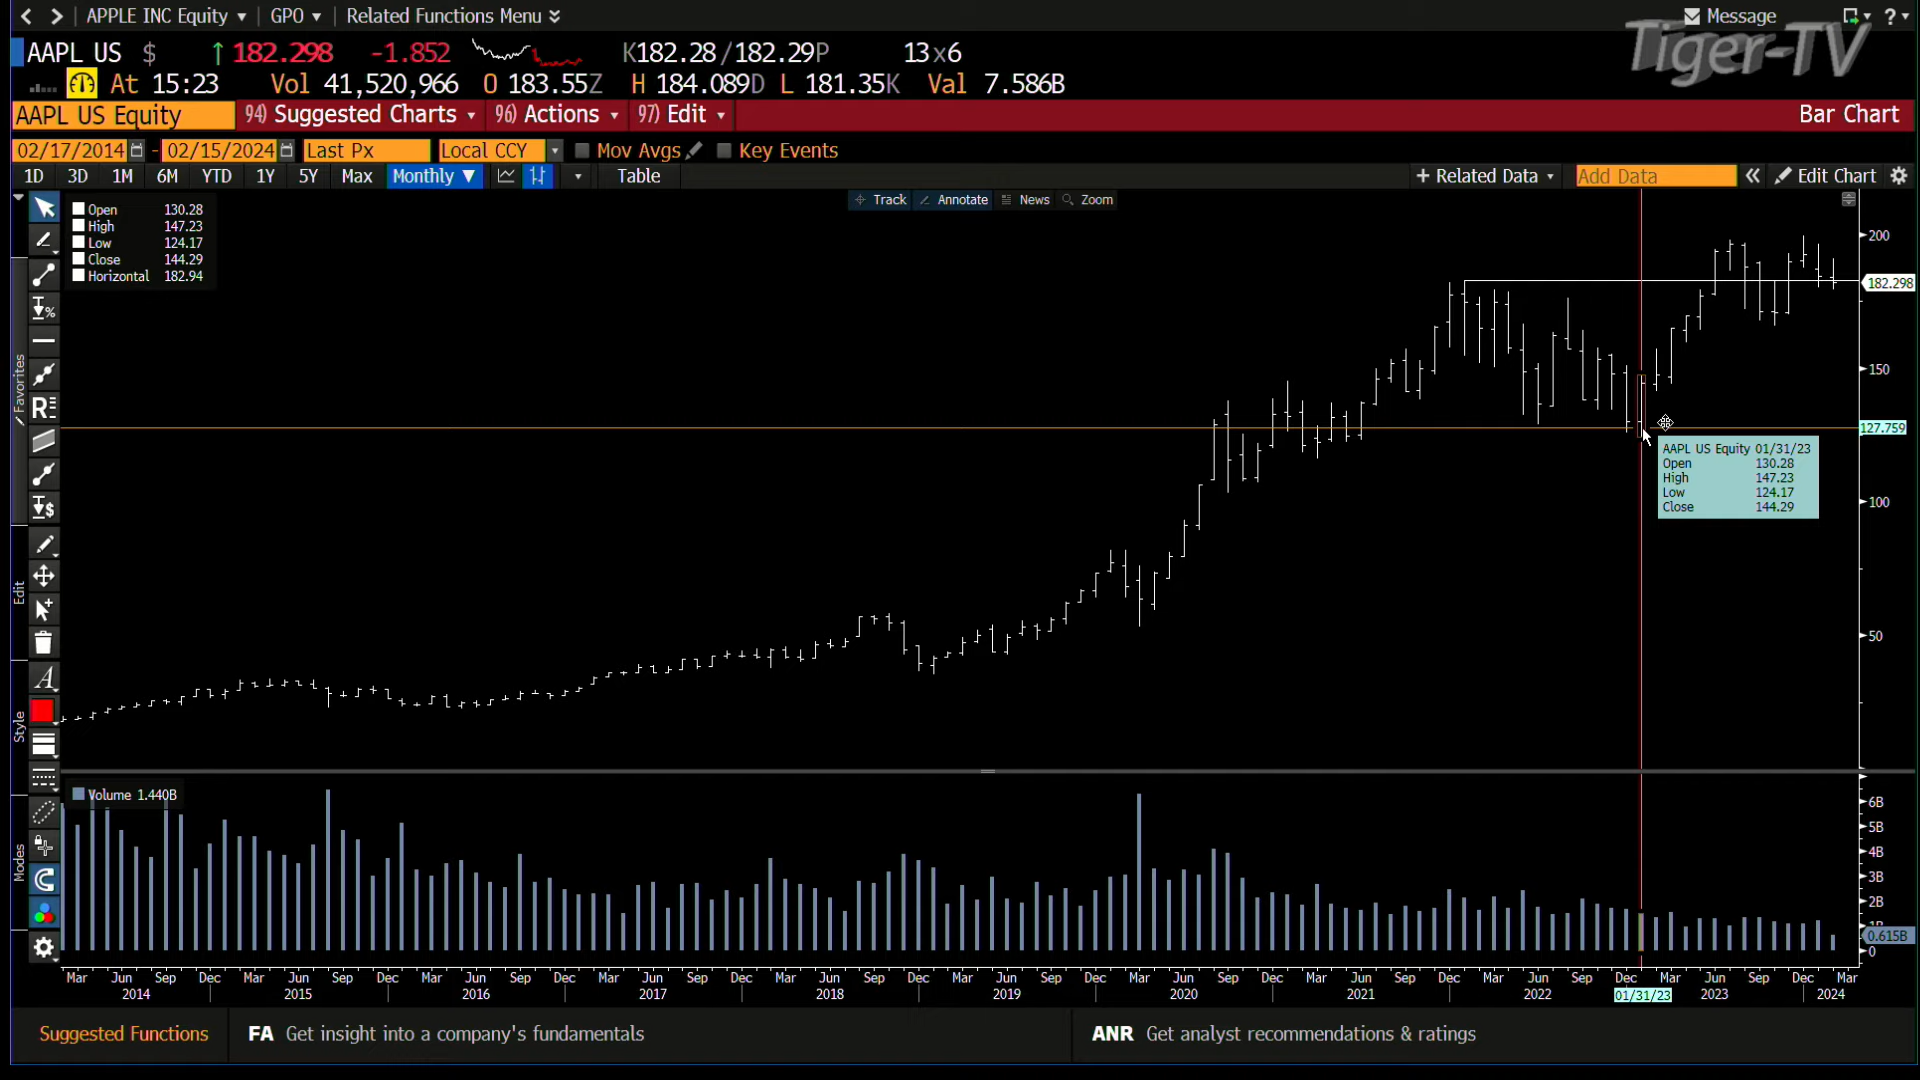 APPLE INC Equity GPO Related Functions Menu Message ?
Tiger-TV
AAPL US $ ↑ 182.298 -1.852 K182.28 /182.29P 13x6
At 15:23 Vol 41,520,966 O 183.55Z H 184.089D L 181.35K Val 7.586B
AAPL US Equity 94) Suggested Charts 96) Actions 97) Edit Bar Chart
02/17/2014 - 02/15/2024 Last Px Local CCY Mov Avgs Key Events
1D 3D 1M 6M YTD 1Y 5Y Max Monthly ▼ Table + Related Data Add Data « Edit Chart
Track Annotate News Zoom
Open 130.28
High 147.23
Low 124.17
Close 144.29
Horizontal 182.94
200
182.298
150
127.759
100
50
AAPL US Equity 01/31/23
Open 130.28
High 147.23
Low 124.17
Close 144.29
Favorites
Edit
Style
Modes
Volume 1.440B
6B
5B
4B
3B
2B
1B
0.615B
0
Mar Jun Sep Dec Mar Jun Sep Dec Mar Jun Sep Dec Mar Jun Sep Dec Mar Jun Sep Dec Mar Jun Sep Dec Mar Jun Sep Dec Mar Jun Sep Dec Mar Jun Sep Dec Mar Jun Sep Dec Mar
2014 2015 2016 2017 2018 2019 2020 2021 2022 01/31/23 2023 2024
Suggested Functions FA Get insight into a company's fundamentals ANR Get analyst recommendations & ratings